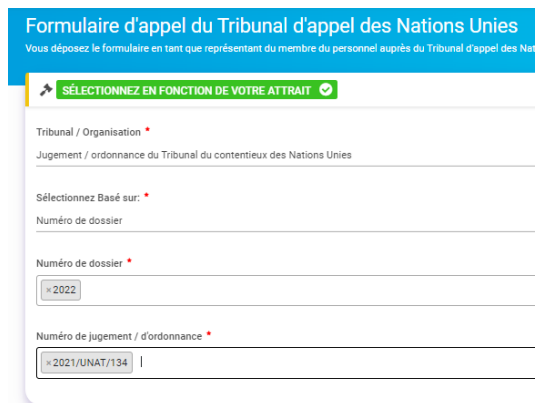 Formulaire d'appel du Tribunal d'appel des Nations Unies
Vous déposez le formulaire en tant que représentant du membre du personnel auprès du Tribunal d'appel des Nat
SÉLECTIONNEZ EN FONCTION DE VOTRE ATTRAIT
Tribunal / Organisation *
Jugement / ordonnance du Tribunal du contentieux des Nations Unies
Sélectionnez Basé sur: *
Numéro de dossier
Numéro de dossier *
×2022
Numéro de jugement / d'ordonnance *
×2021/UNAT/134